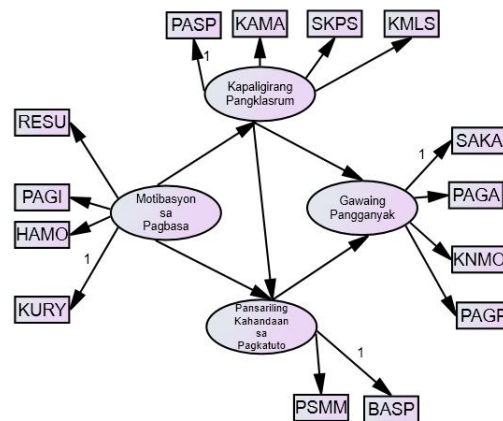 PASP
KAMA
SKPS
KMLS
1
Kapaligirang
Pangklasrum
RESU
PAGI
HAMO
KURY
1
Motibasyon
sa
Pagbasa
Gawaing
Pangganyak
1
SAKA
PAGA
KNMO
PAGP
Pansariling
Kahandaan
sa
Pagkatuto
1
PSMM
BASP